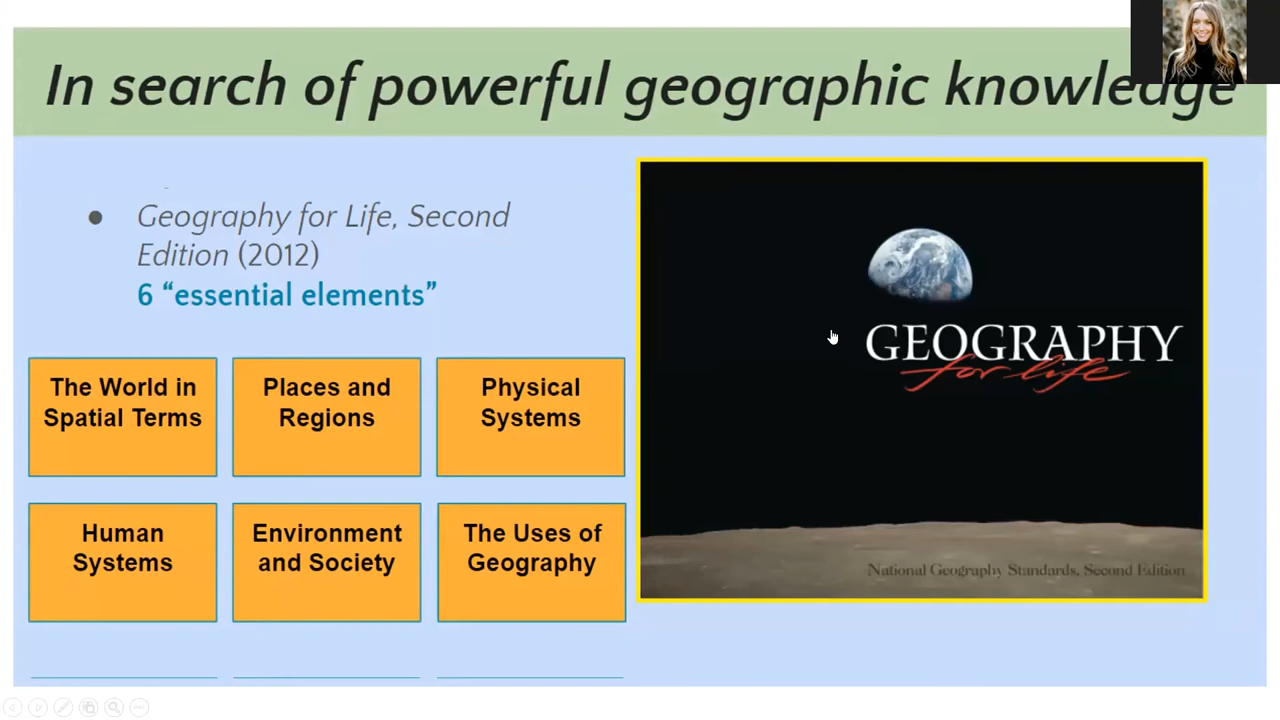 In search of powerful geographic knowledge
● Geography for Life, Second
Edition (2012)
6 “essential elements”
The World in
Spatial Terms
Places and
Regions
Physical
Systems
Human
Systems
Environment
and Society
The Uses of
Geography
GEOGRAPHY
for life
National Geography Standards, Second Edition